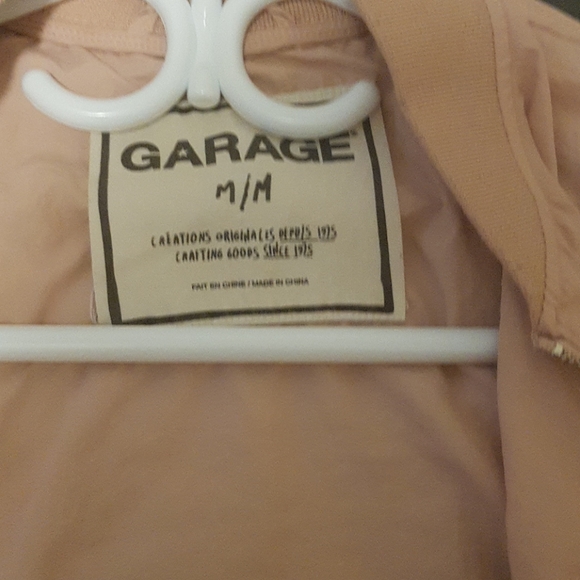 GARAGE
M/M
CRÉATIONS ORIGINALES DEPUIS 1975
CRAFTING GOODS SINCE 1975
FAIT EN CHINE / MADE IN CHINA